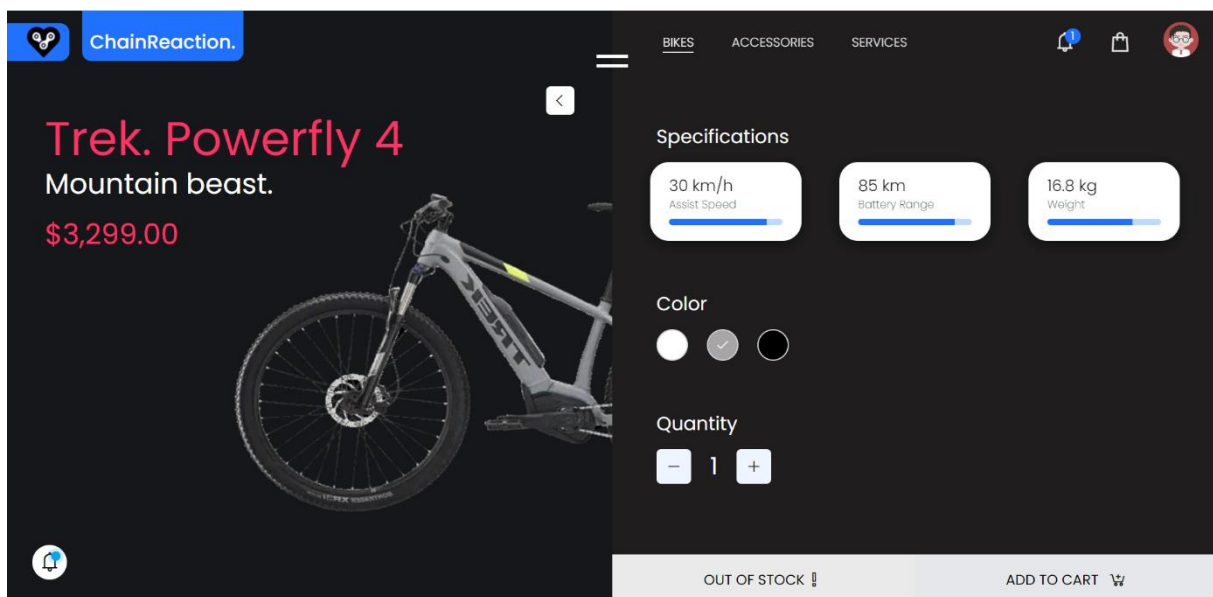 ChainReaction.
BIKES ACCESSORIES SERVICES
1
Trek. Powerfly 4
Mountain beast.
$3,299.00
TREK
Specifications
30 km/h
Assist Speed
85 km
Battery Range
16.8 kg
Weight
Color
Quantity
− 1 +
OUT OF STOCK
ADD TO CART